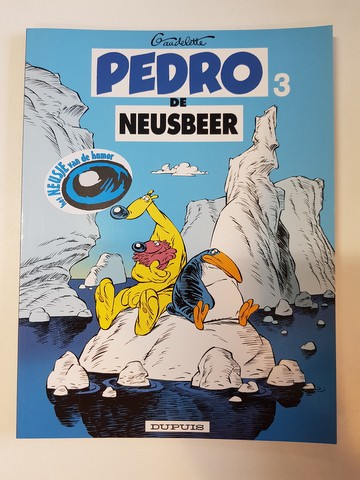 Gaudelette
PEDRO 3
DE
NEUSBEER
Het NEUSJE van de humor
DUPUIS